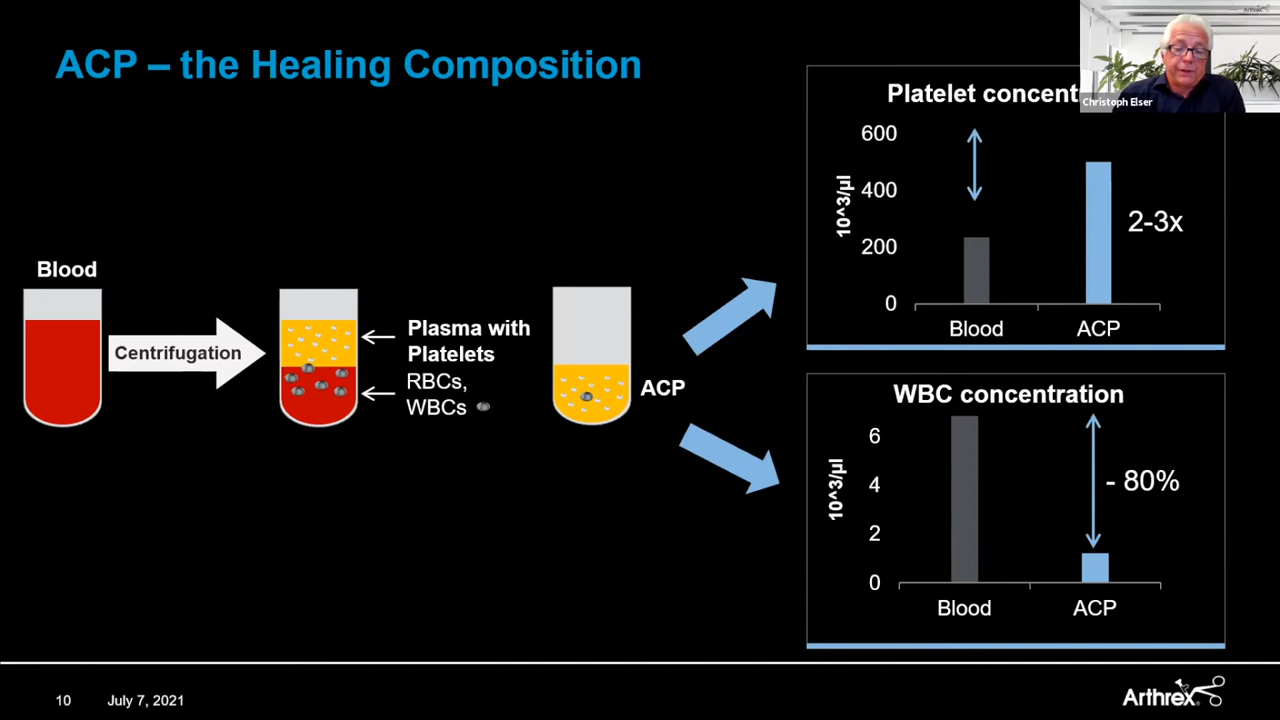 ACP – the Healing Composition
Arthrex
Christoph Elser
Blood
Centrifugation
Plasma with
Platelets
RBCs,
WBCs
ACP
600
400
200
0
10^3/µl
2-3x
Blood
ACP
WBC concentration
6
4
2
0
10^3/µl
- 80%
Blood
ACP
10
July 7, 2021
Arthrex
Platelet